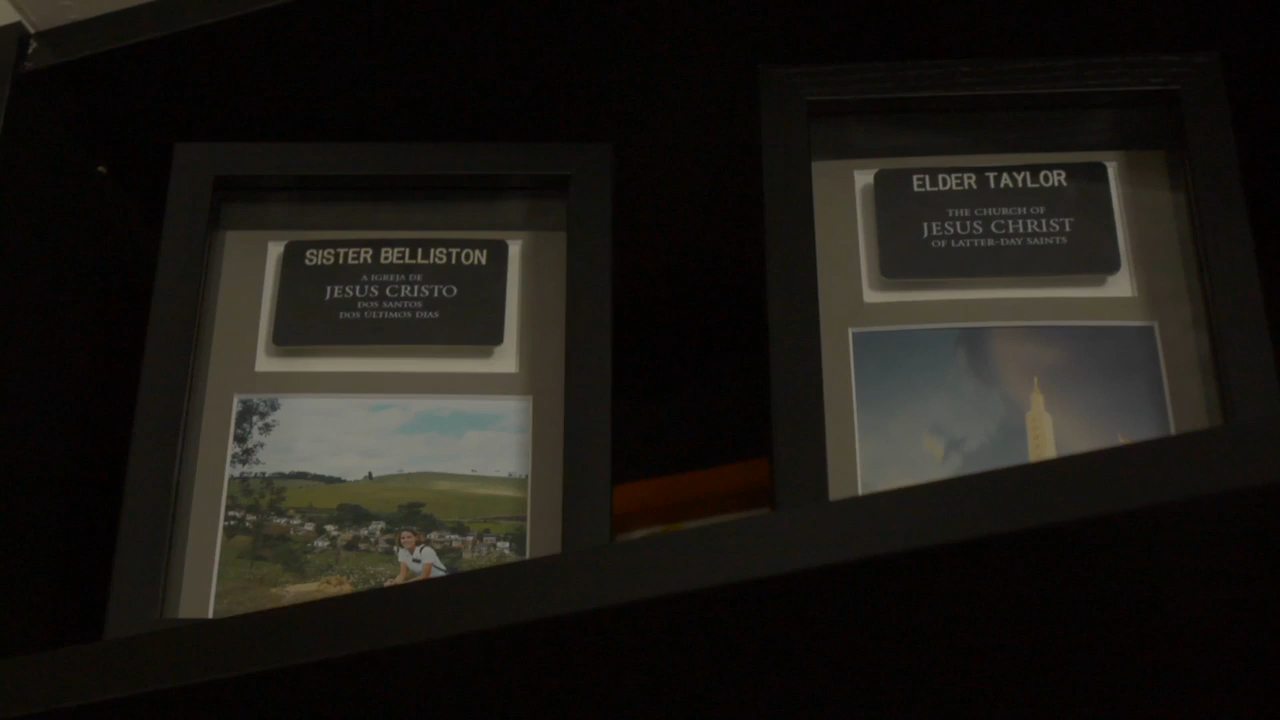 SISTER BELLISTON
A IGREJA DE
JESUS CRISTO
DOS SANTOS
DOS ÚLTIMOS DIAS
ELDER TAYLOR
THE CHURCH OF
JESUS CHRIST
OF LATTER-DAY SAINTS